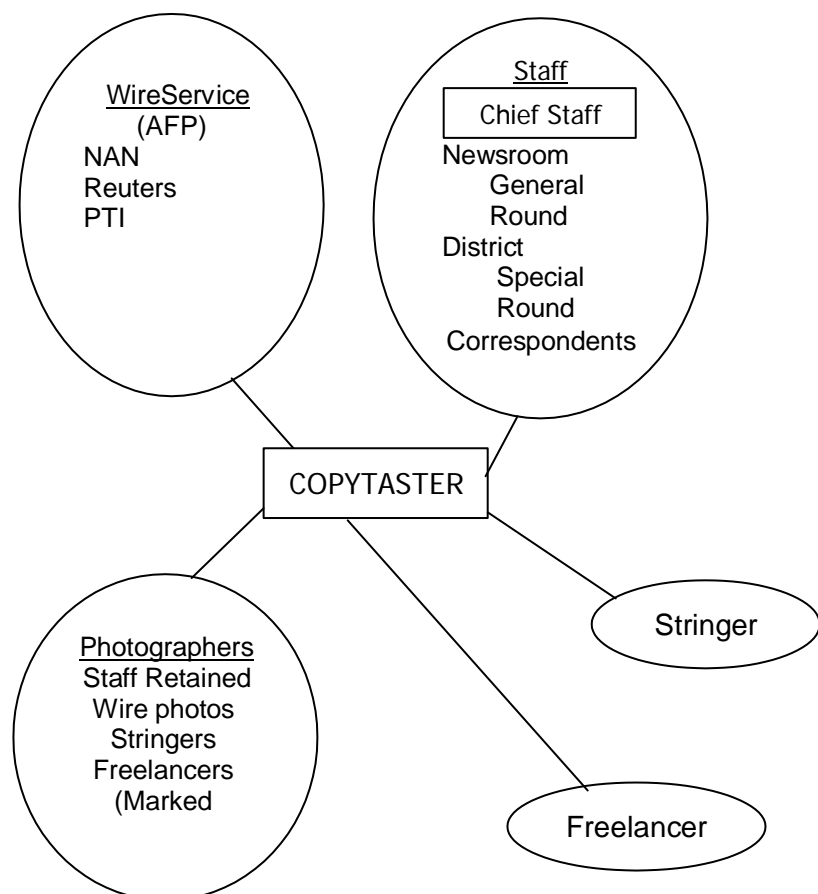 WireService
(AFP)
NAN
Reuters
PTI
Staff
Chief Staff
Newsroom
General
Round
District
Special
Round
Correspondents
COPYTASTER
Photographers
Staff Retained
Wire photos
Stringers
Freelancers
(Marked
Stringer
Freelancer